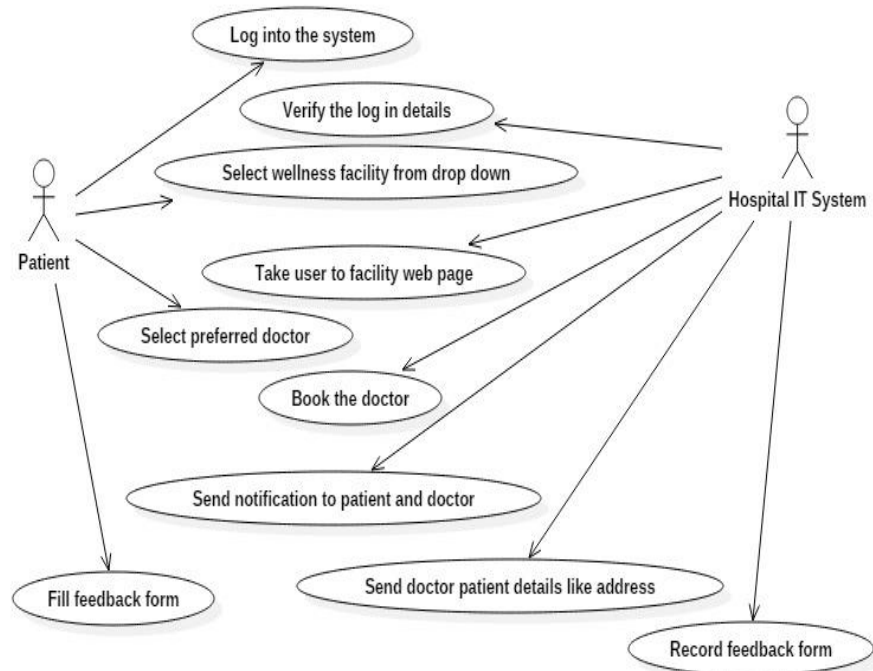 Log into the system
Verify the log in details
Select wellness facility from drop down
Hospital IT System
Patient
Take user to facility web page
Select preferred doctor
Book the doctor
Send notification to patient and doctor
Send doctor patient details like address
Fill feedback form
Record feedback form